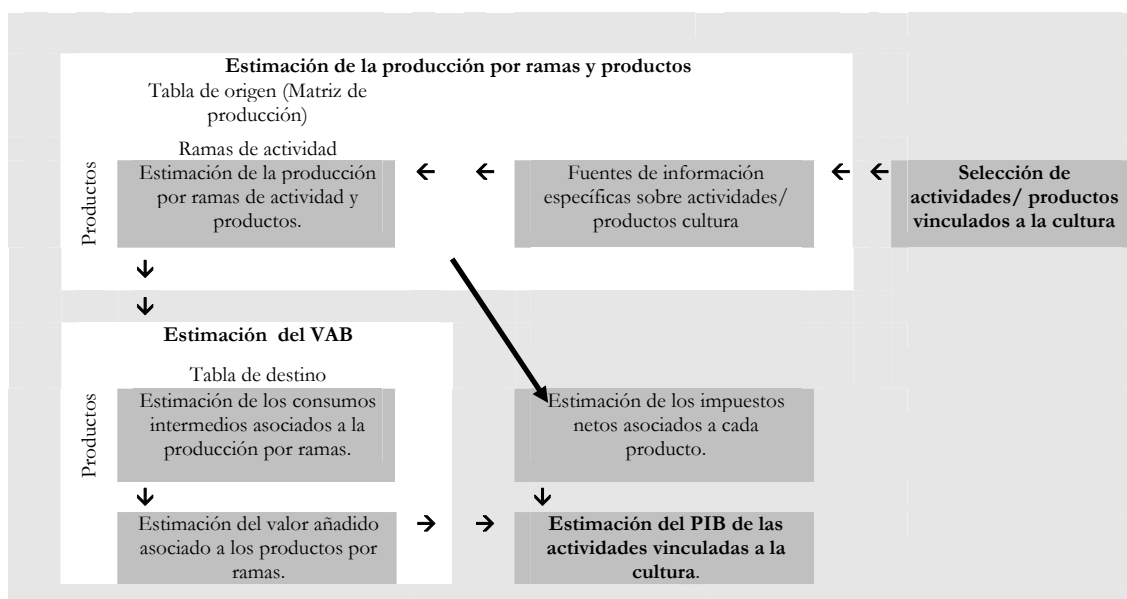 Estimación de la producción por ramas y productos
Tabla de origen (Matriz de
producción)
Ramas de actividad
Productos
Estimación de la producción
por ramas de actividad y
productos.
Fuentes de información
específicas sobre actividades/
productos cultura
Selección de
actividades/ productos
vinculados a la cultura
Estimación del VAB
Tabla de destino
Productos
Estimación de los consumos
intermedios asociados a la
producción por ramas.
Estimación de los impuestos
netos asociados a cada
producto.
Estimación del valor añadido
asociado a los productos por
ramas.
Estimación del PIB de las
actividades vinculadas a la
cultura.